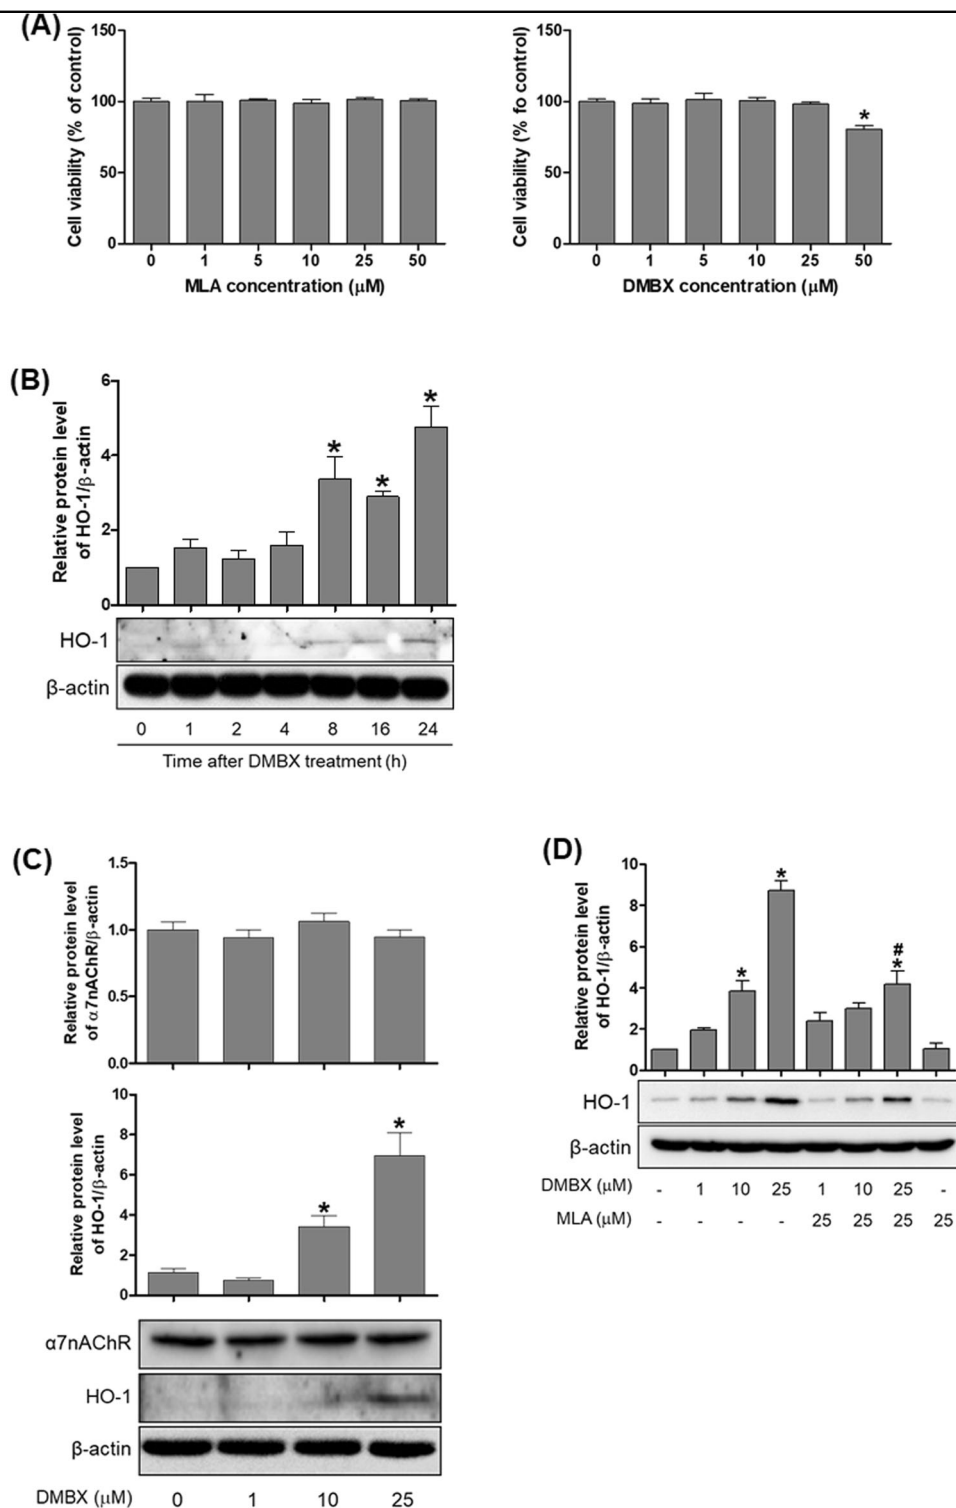 (A)
150
100
50
0
Cell viability (% of control)
0 1 5 10 25 50
MLA concentration (μM)
150
100
50
0
Cell viability (% fo control)
*
0 1 5 10 25 50
DMBX concentration (μM)
(B)
6
4
2
0
Relative protein level
of HO-1/β-actin
* * *
HO-1
β-actin
0 1 2 4 8 16 24
Time after DMBX treatment (h)
(C)
1.5
1.0
0.5
0.0
Relative protein level
of α7nAChR/β-actin
10
8
6
4
2
0
Relative protein level
of HO-1/β-actin
* *
α7nAChR
HO-1
β-actin
DMBX (μM) 0 1 10 25
(D)
10
8
6
4
2
0
Relative protein level
of HO-1/β-actin
* * #
*
HO-1
β-actin
DMBX (μM) - 1 10 25 1 10 25 -
MLA (μM) - - - - 25 25 25 25